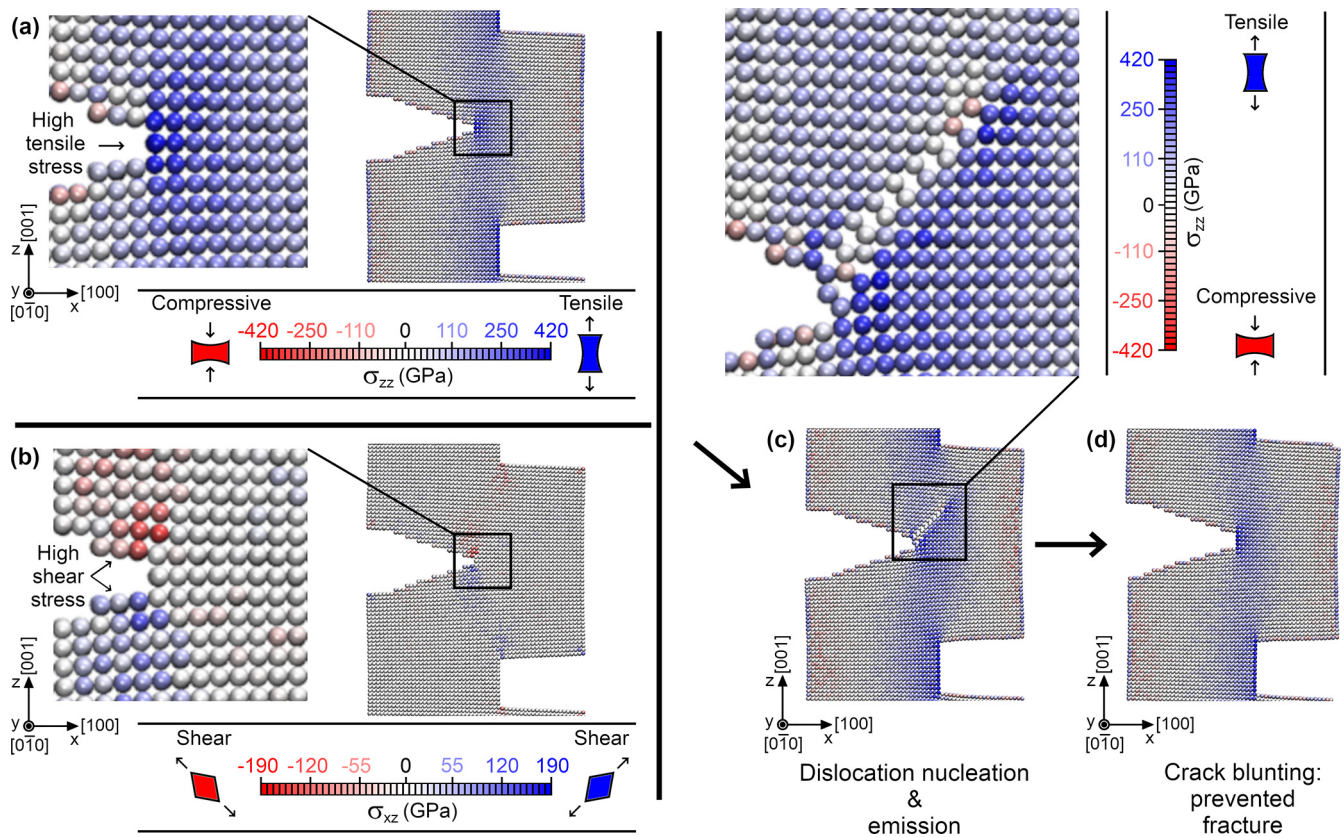 (a)
High
tensile
stress
z [001]
y
[01̅0]
x
[100]
Compressive
Tensile
-420 -250 -110 0 110 250 420
σzz (GPa)
(b)
High
shear
stress
z [001]
y
[01̅0]
x
[100]
Shear
Shear
-190 -120 -55 0 55 120 190
σxz (GPa)
Tensile
420
250
110
0
-110
-250
-420
σzz (GPa)
Compressive
(c)
z [001]
y
[01̅0]
x
[100]
Dislocation nucleation
&
emission
(d)
z [001]
y
[01̅0]
x
[100]
Crack blunting:
prevented
fracture